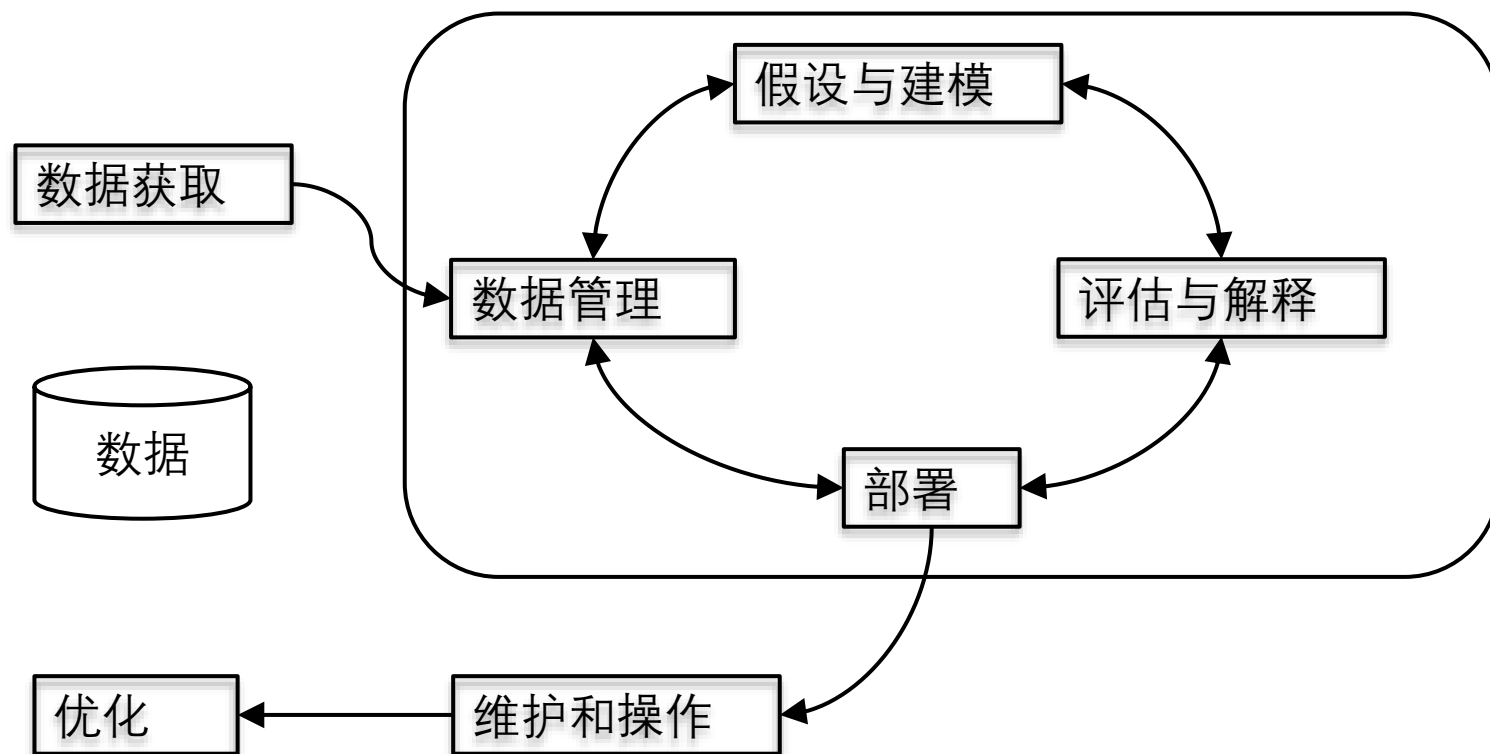 假设与建模
数据获取
数据管理
评估与解释
数据
部署
优化
维护和操作